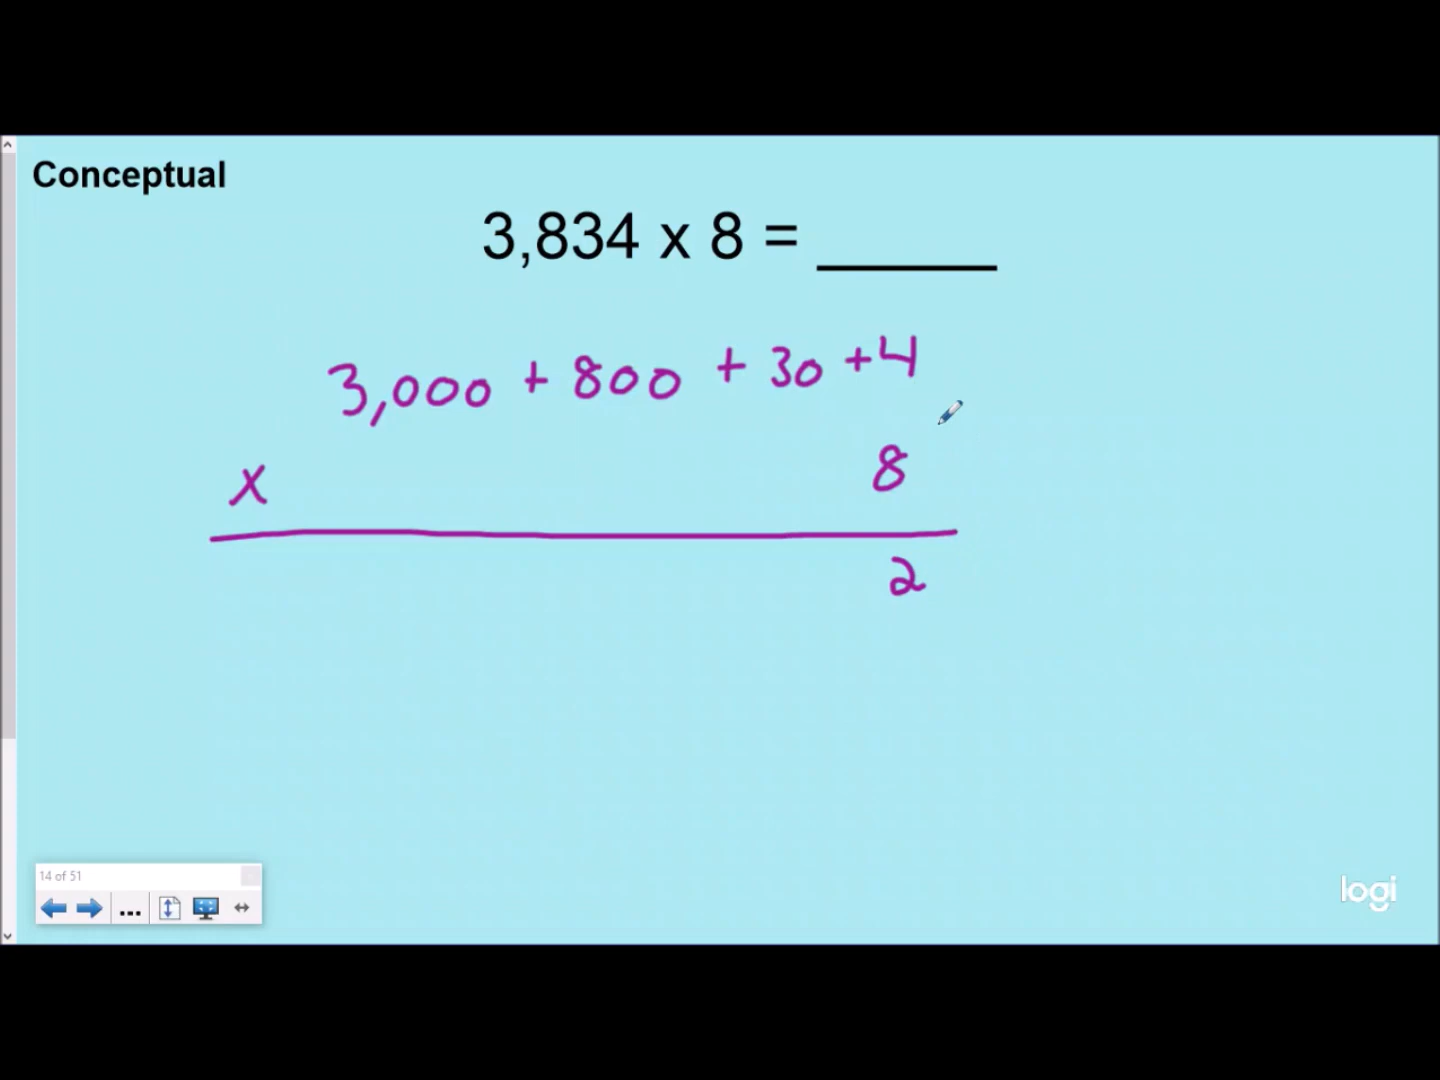 Conceptual
3,834 x 8 = ______
3,000 + 800 + 30 + 4
x 8
2
14 of 51
...
logi